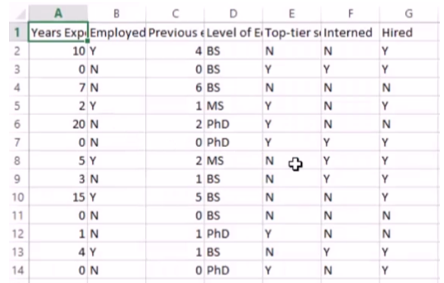 A B C D E F G
1 Years Exp Employed Previous e Level of E Top-tier s Interned Hired
2 10 Y 4 BS N N Y
3 0 N 0 BS Y Y Y
4 7 N 6 BS N N N
5 2 Y 1 MS Y N Y
6 20 N 2 PhD Y N N
7 0 N 0 PhD Y Y Y
8 5 Y 2 MS N Y Y
9 3 N 1 BS N Y Y
10 15 Y 5 BS N N Y
11 0 N 0 BS N N N
12 1 N 1 PhD Y N N
13 4 Y 1 BS N Y Y
14 0 N 0 PhD Y N Y